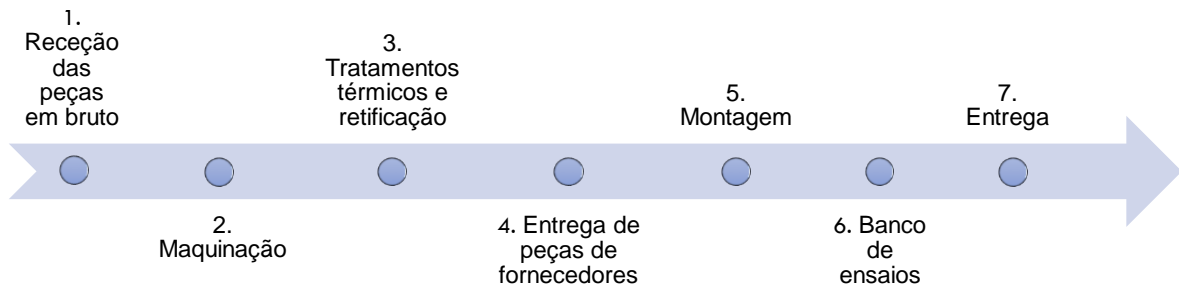 1.
Receção
das
peças
em bruto
2.
Maquinação
3.
Tratamentos
térmicos e
retificação
4. Entrega de
peças de
fornecedores
5.
Montagem
6. Banco
de
ensaios
7.
Entrega